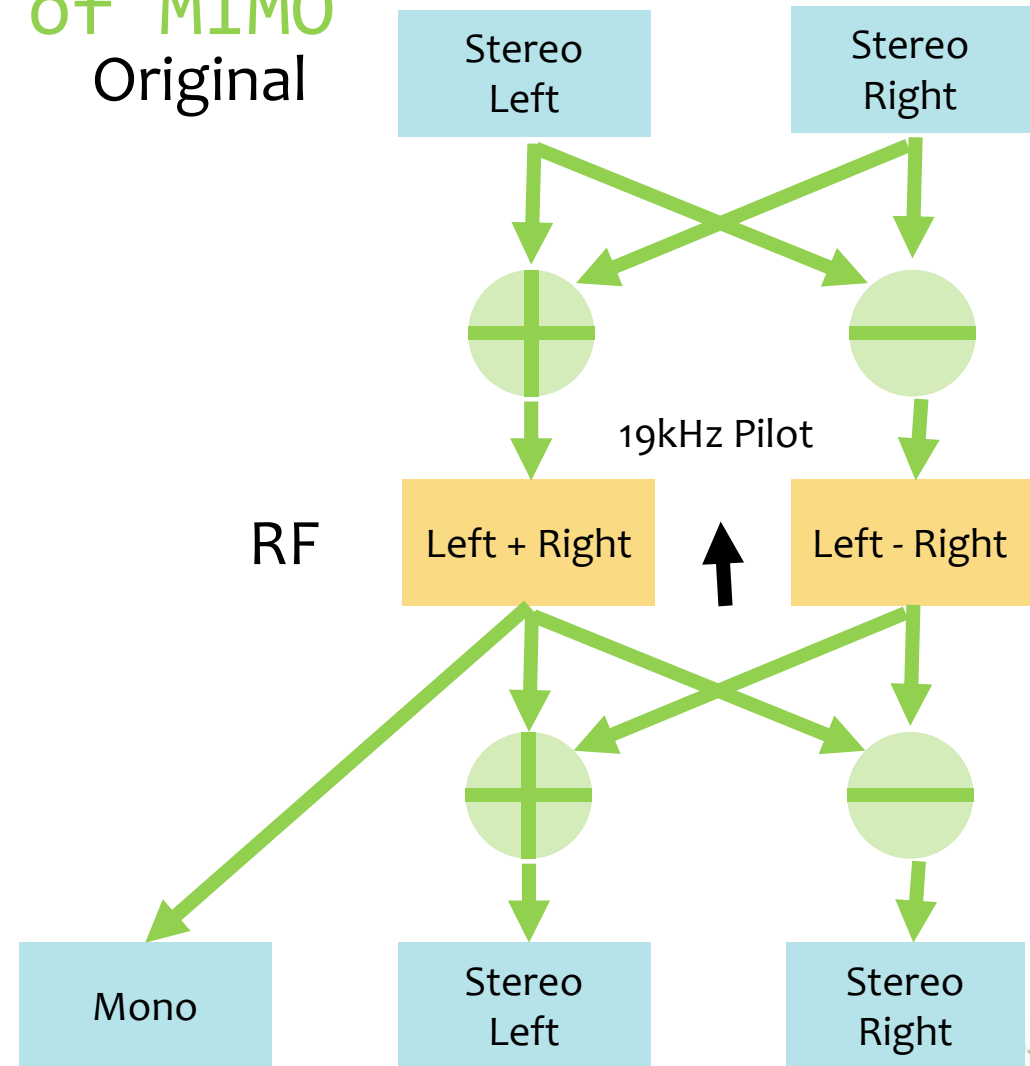 of MIMO
Original
Stereo
Left
Stereo
Right
19kHz Pilot
RF
Left + Right
Left - Right
Mono
Stereo
Left
Stereo
Right